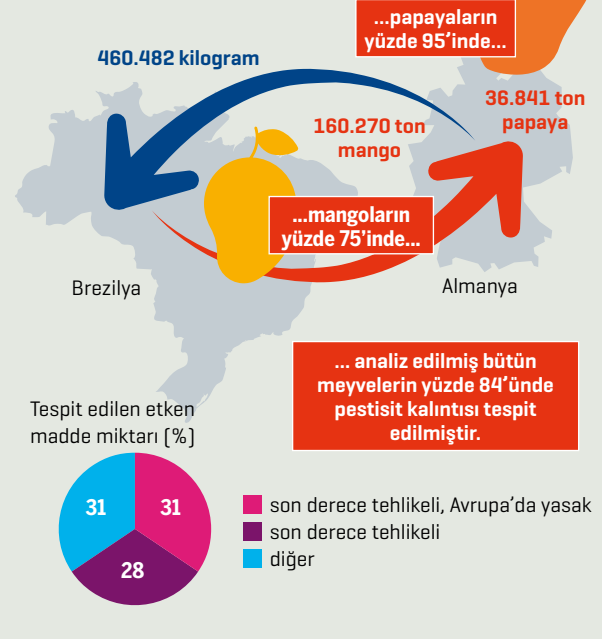 ...papayaların
yüzde 95’inde...
460.482 kilogram
36.841 ton
papaya
160.270 ton
mango
...mangoların
yüzde 75’inde...
Brezilya
Almanya
... analiz edilmiş bütün
meyvelerin yüzde 84’ünde
pestisit kalıntısı tespit
edilmiştir.
Tespit edilen etken
madde miktarı (%)
31
31
28
son derece tehlikeli, Avrupa’da yasak
son derece tehlikeli
diğer